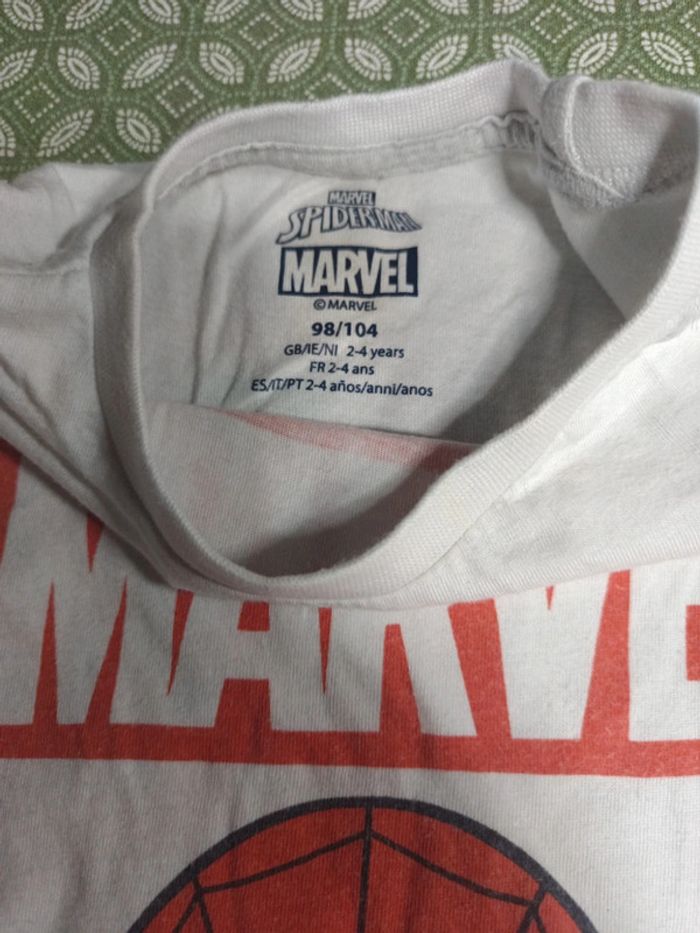 MARVEL
SPIDER-MAN
MARVEL
© MARVEL
98/104
GB/IE/NI 2-4 years
FR 2-4 ans
ES/IT/PT 2-4 años/anni/anos
MARVE